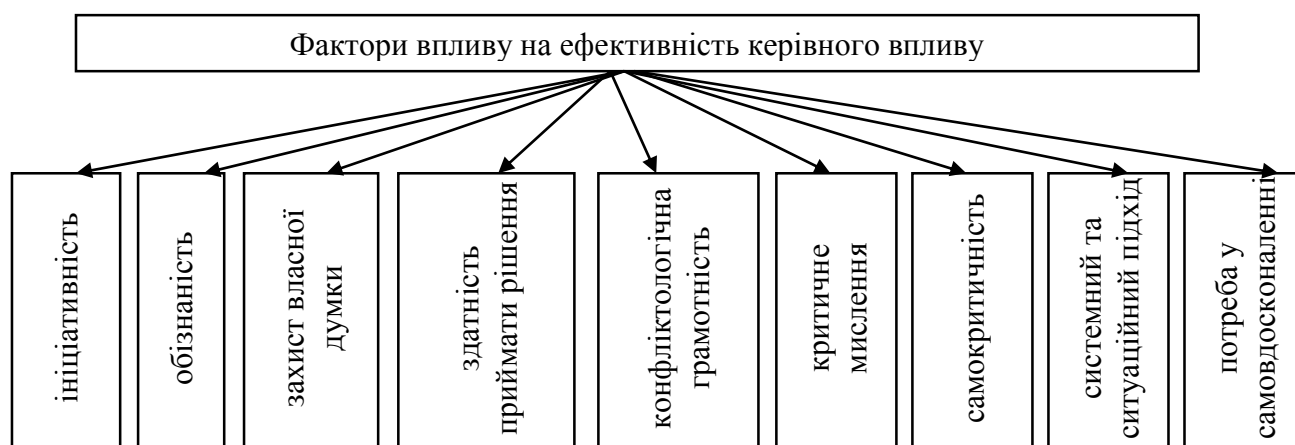 Фактори впливу на ефективність керівного впливу
ініціативність
обізнаність
захист власної
думки
здатність
приймати рішення
конфліктологічна
грамотність
критичне
мислення
самокритичність
системний та
ситуаційний підхід
потреба у
самовдосконаленні